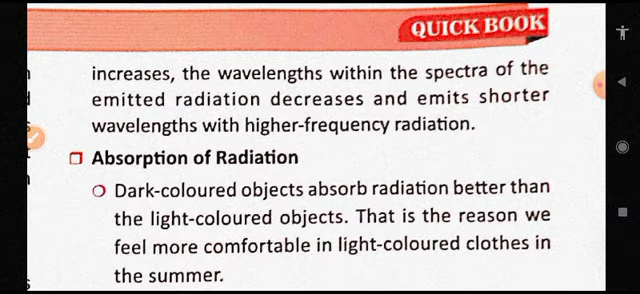 QUICK BOOK
increases, the wavelengths within the spectra of the
emitted radiation decreases and emits shorter
wavelengths with higher-frequency radiation.
Absorption of Radiation
Dark-coloured objects absorb radiation better than
the light-coloured objects. That is the reason we
feel more comfortable in light-coloured clothes in
the summer.